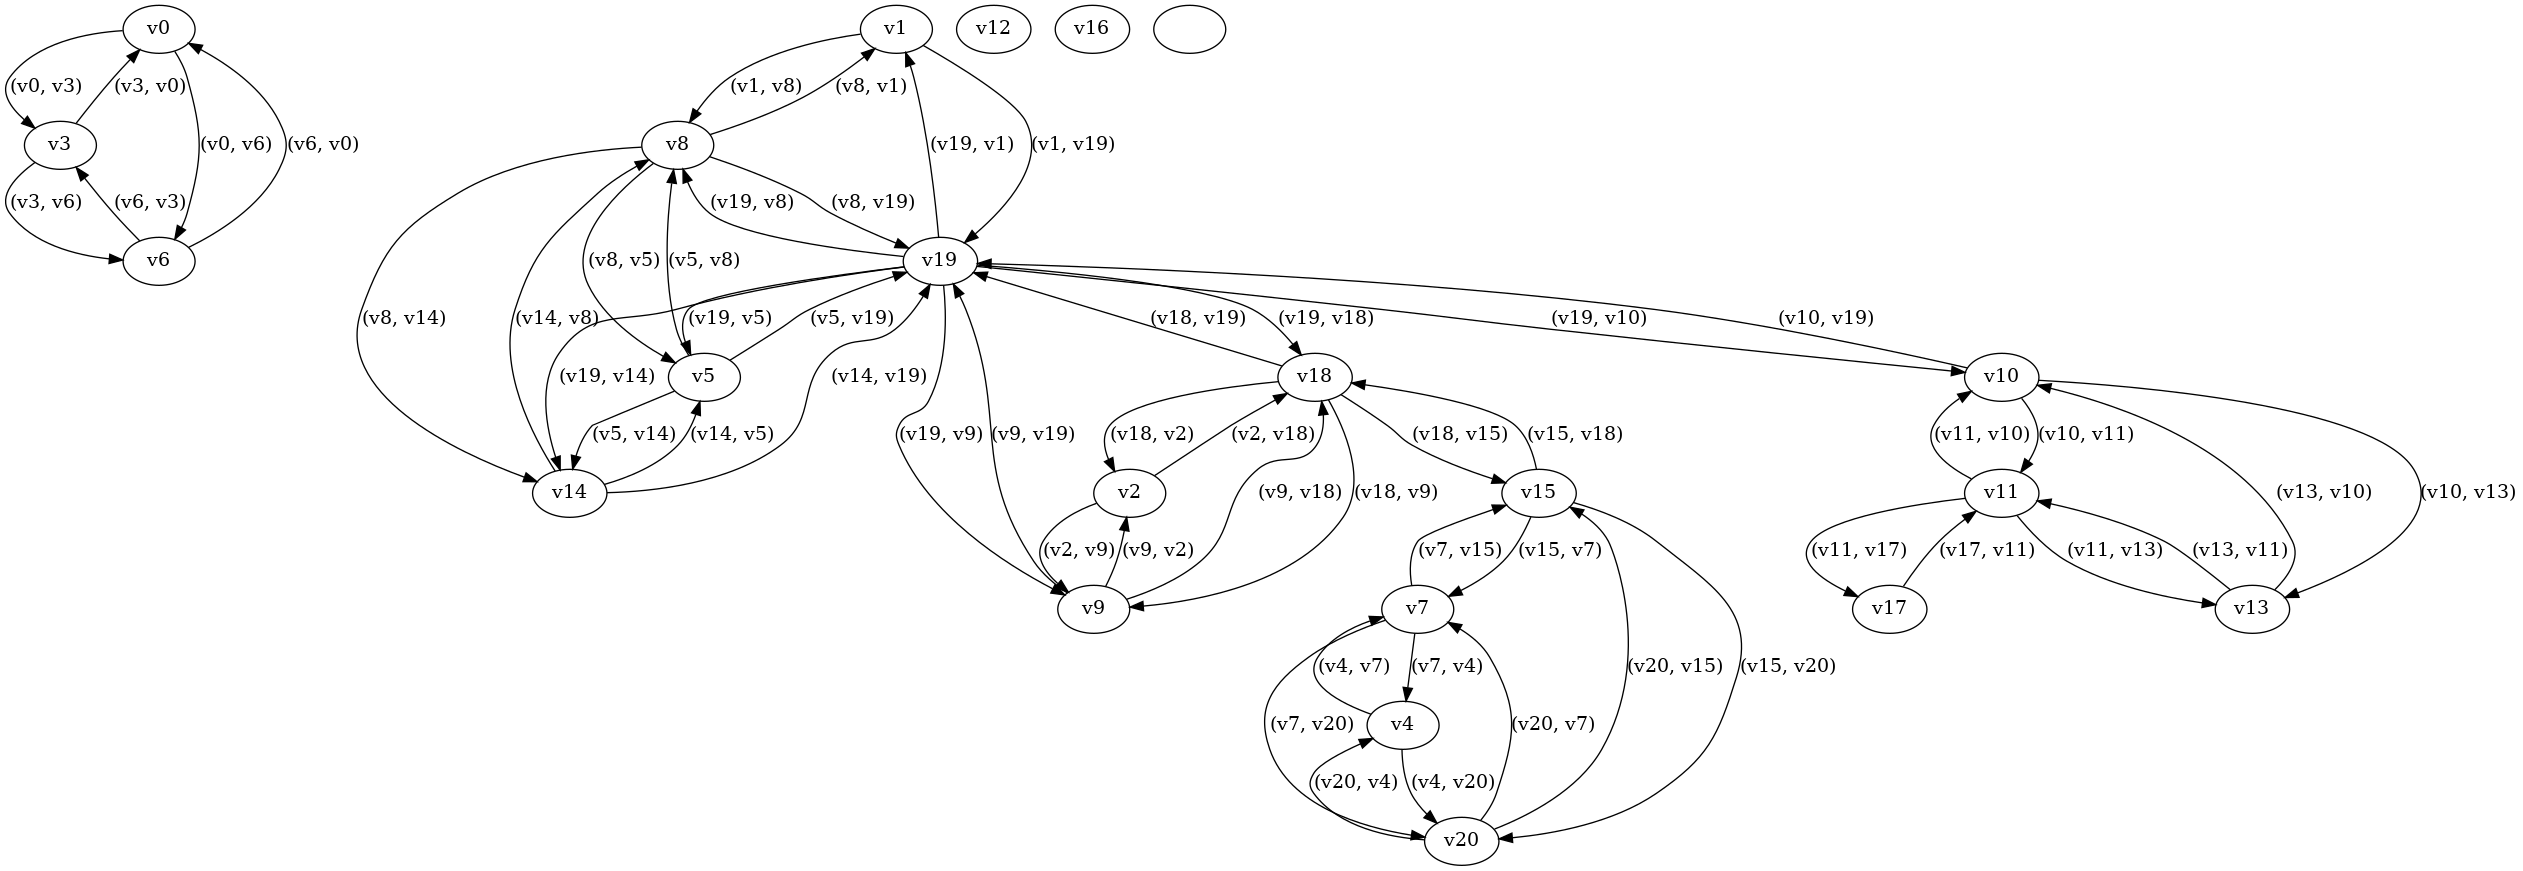 v0
v1
v12
v16
(v0, v3)
(v3, v0)
(v1, v8)
(v8, v1)
v3
v8
(v0, v6)
(v6, v0)
(v19, v1)
(v1, v19)
(v3, v6)
(v6, v3)
(v19, v8)
(v8, v19)
v6
v19
(v8, v5)
(v5, v8)
(v8, v14)
(v14, v8)
(v19, v5)
(v5, v19)
(v18, v19)
(v19, v18)
(v19, v10)
(v10, v19)
(v19, v14)
v5
(v14, v19)
v18
v10
(v5, v14)
(v14, v5)
(v19, v9)
(v9, v19)
(v18, v2)
(v2, v18)
(v18, v15)
(v15, v18)
(v11, v10)
(v10, v11)
v14
v2
(v9, v18)
(v18, v9)
v15
v11
(v13, v10)
(v10, v13)
(v2, v9)
(v9, v2)
(v7, v15)
(v15, v7)
(v11, v17)
(v17, v11)
(v11, v13)
(v13, v11)
v9
v7
v17
v13
(v4, v7)
(v7, v4)
(v20, v15)
(v15, v20)
(v7, v20)
v4
(v20, v7)
(v20, v4)
(v4, v20)
v20